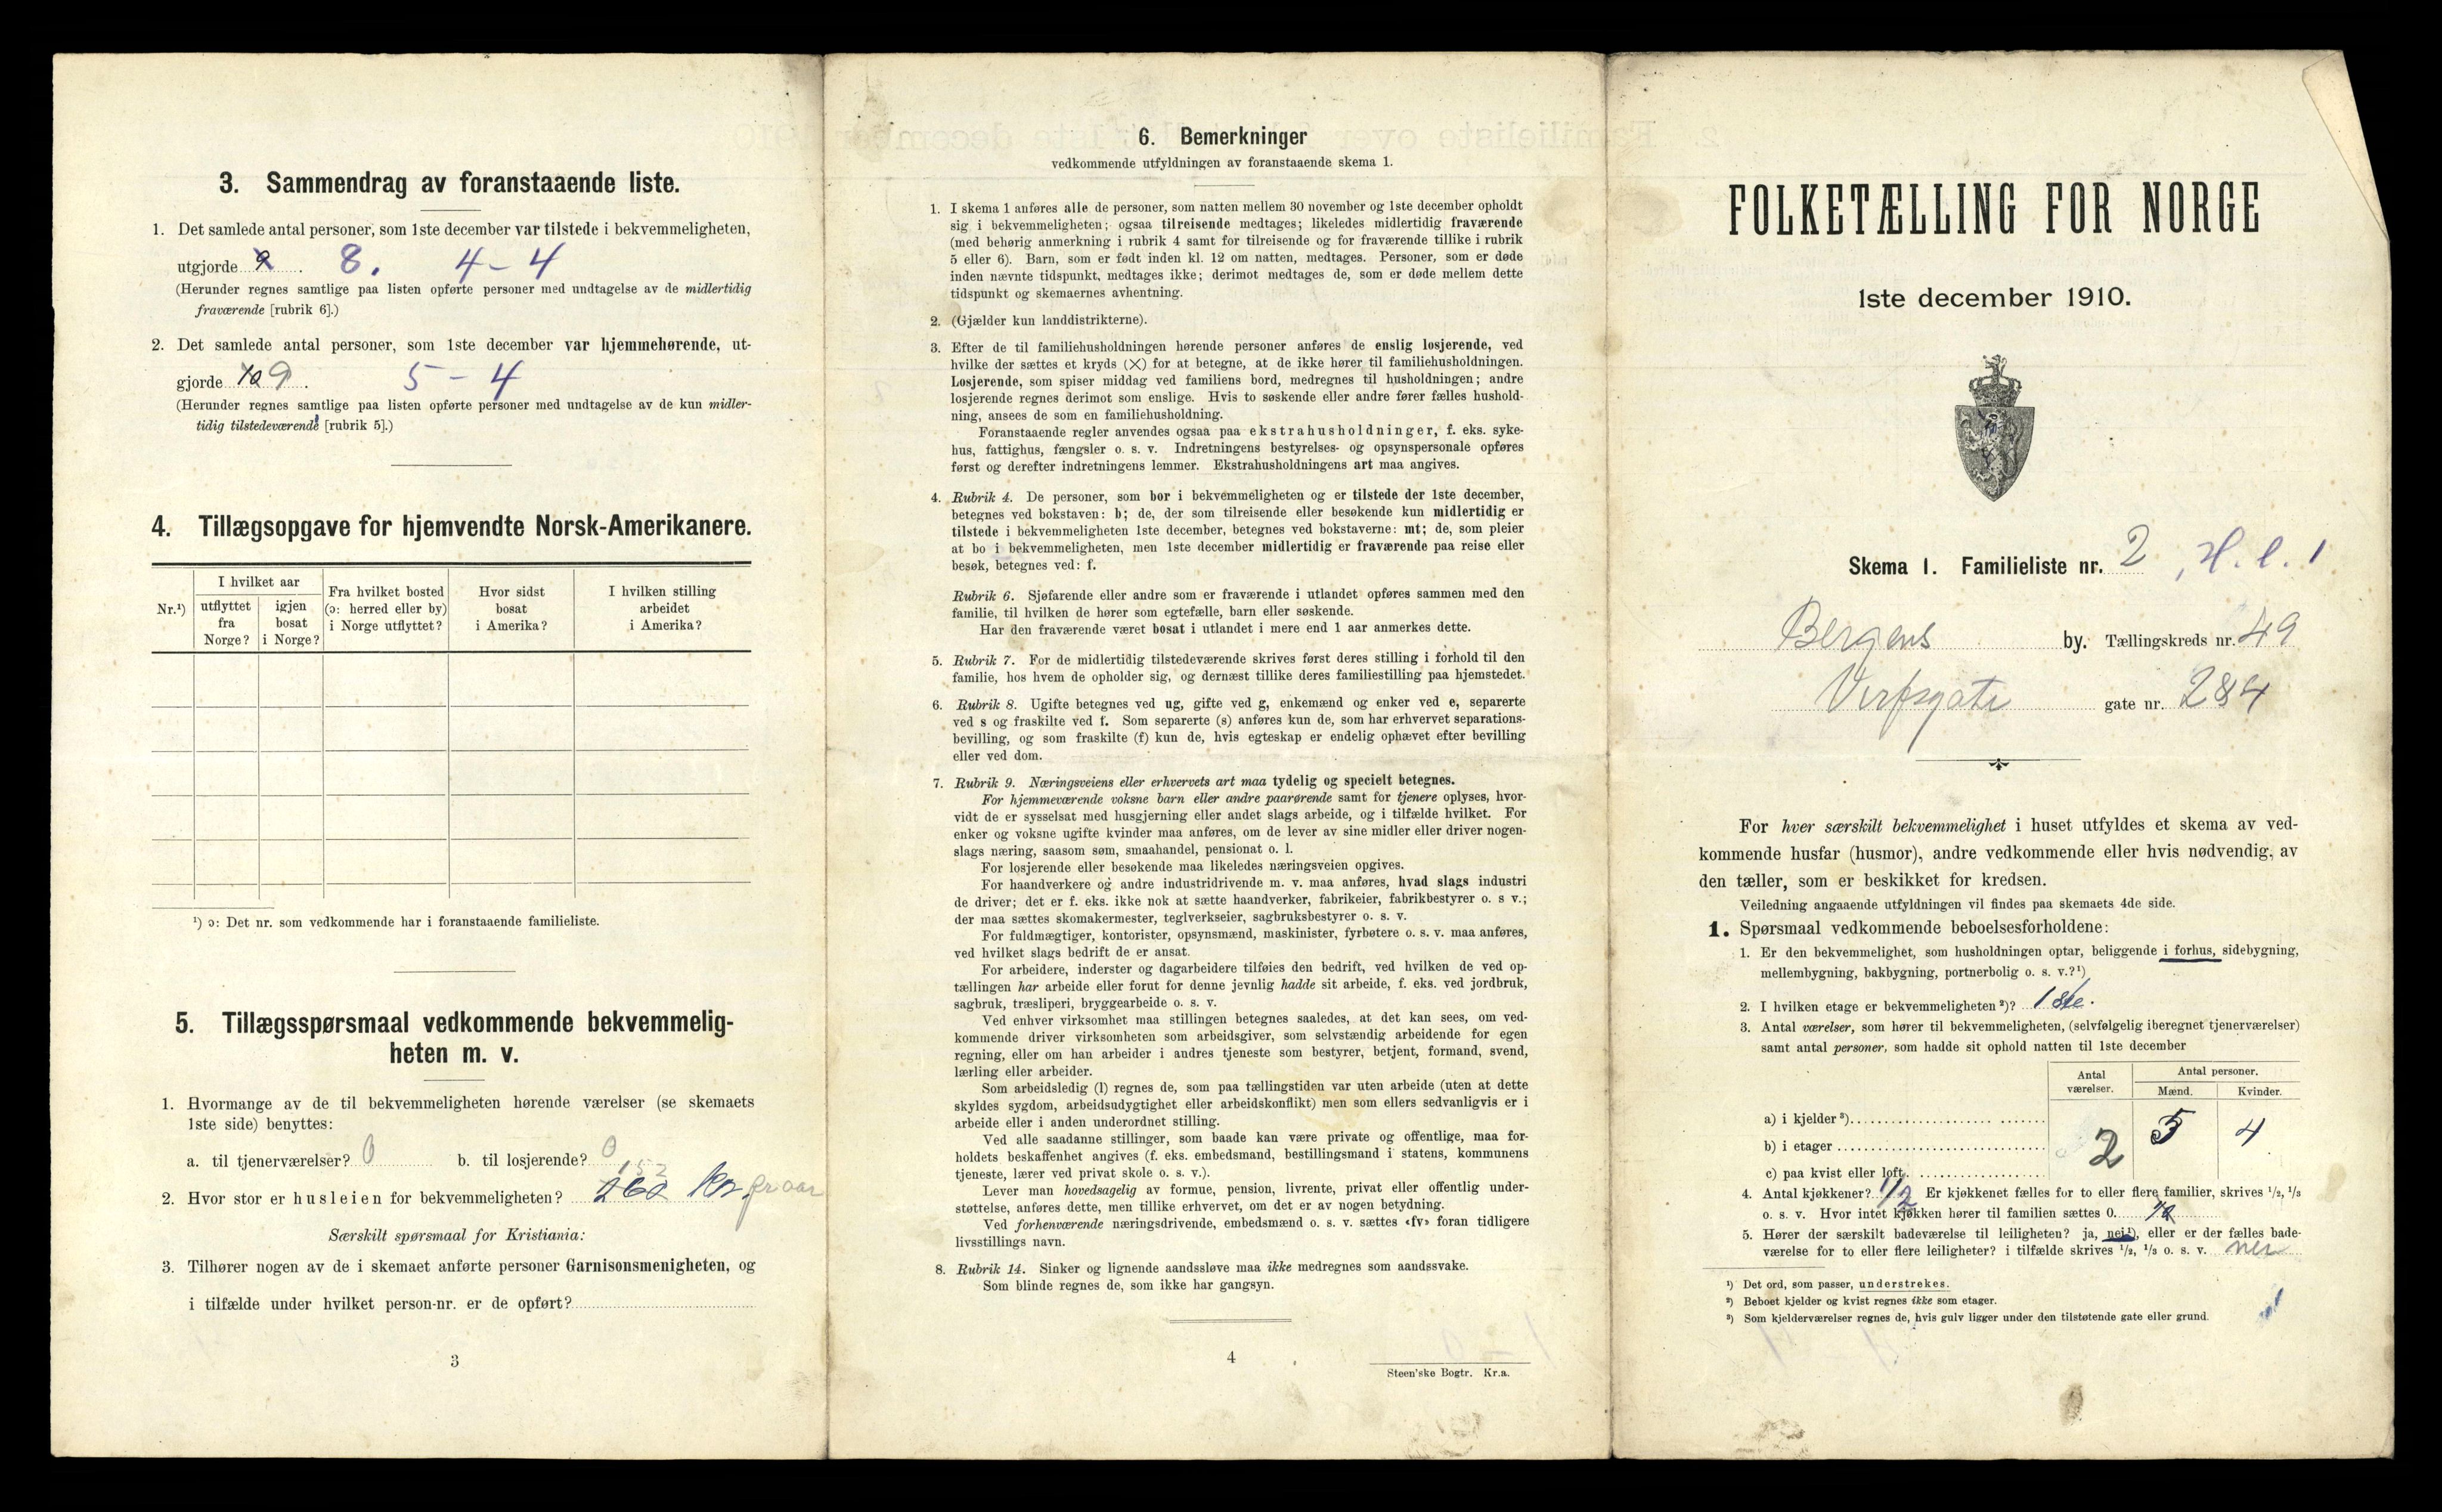 3. Sammendrag av foranstaaende liste.
1. Det samlede antal personer, som 1ste december var tilstede i bekvemmeligheten,
utgjorde 9 . 8. 4 - 4
(Herunder regnes samtlige paa listen opførte personer med undtagelse av de midlertidig
fraværende [rubrik 6].)
2. Det samlede antal personer, som 1ste december var hjemmehørende, ut-
gjorde 10 9 . 5 - 4
(Herunder regnes samtlige paa listen opførte personer med undtagelse av de kun midler-
tidig tilstedeværende [rubrik 5].)
4. Tillægsopgave for hjemvendte Norsk-Amerikanere.
Nr.¹)
I hvilket aar
utflyttet
fra
Norge?
igjen
bosat
i Norge?
Fra hvilket bosted
(ɔ: herred eller by)
i Norge utflyttet?
Hvor sidst
bosat
i Amerika?
I hvilken stilling
arbeidet
i Amerika?
¹) ɔ: Det nr. som vedkommende har i foranstaaende familieliste.
5. Tillægsspørsmaal vedkommende bekvemmelig-
heten m. v.
1. Hvormange av de til bekvemmeligheten hørende værelser (se skemaets
1ste side) benyttes:
a. til tjenerværelser? 0 b. til losjerende? 0
152
2. Hvor stor er husleien for bekvemmeligheten? 160 Kr. pr aar
Særskilt spørsmaal for Kristiania:
3. Tilhører nogen av de i skemaet anførte personer Garnisonsmenigheten, og
i tilfælde under hvilket person-nr. er de opført?
3
6. Bemerkninger
vedkommende utfyldningen av foranstaaende skema 1.
1. I skema 1 anføres alle de personer, som natten mellem 30 november og 1ste december opholdt
sig i bekvemmeligheten; ogsaa tilreisende medtages; likeledes midlertidig fraværende
(med behørig anmerkning i rubrik 4 samt for tilreisende og for fraværende tillike i rubrik
5 eller 6). Barn, som er født inden kl. 12 om natten, medtages. Personer, som er døde
inden nævnte tidspunkt, medtages ikke; derimot medtages de, som er døde mellem dette
tidspunkt og skemaernes avhentning.
2. (Gjælder kun landdistrikterne).
3. Efter de til familiehusholdningen hørende personer anføres de enslig losjerende, ved
hvilke der sættes et kryds (×) for at betegne, at de ikke hører til familiehusholdningen.
Losjerende, som spiser middag ved familiens bord, medregnes til husholdningen; andre
losjerende regnes derimot som enslige. Hvis to søskende eller andre fører fælles hushold-
ning, ansees de som en familiehusholdning.
Foranstaaende regler anvendes ogsaa paa ekstrahusholdninger, f. eks. syke-
hus, fattighus, fængsler o. s. v. Indretningens bestyrelses- og opsynspersonale opføres
først og derefter indretningens lemmer. Ekstrahusholdningens art maa angives.
4. Rubrik 4. De personer, som bor i bekvemmeligheten og er tilstede der 1ste december,
betegnes ved bokstaven: b; de, der som tilreisende eller besøkende kun midlertidig er
tilstede i bekvemmeligheten 1ste december, betegnes ved bokstaverne: mt; de, som pleier
at bo i bekvemmeligheten, men 1ste december midlertidig er fraværende paa reise eller
besøk, betegnes ved: f.
Rubrik 6. Sjøfarende eller andre som er fraværende i utlandet opføres sammen med den
familie, til hvilken de hører som egtefælle, barn eller søskende.
Har den fraværende været bosat i utlandet i mere end 1 aar anmerkes dette.
5. Rubrik 7. For de midlertidig tilstedeværende skrives først deres stilling i forhold til den
familie, hos hvem de opholder sig, og dernæst tillike deres familiestilling paa hjemstedet.
6. Rubrik 8. Ugifte betegnes ved ug, gifte ved g, enkemænd og enker ved e, separerte
ved s og fraskilte ved f. Som separerte (s) anføres kun de, som har erhvervet separations-
bevilling, og som fraskilte (f) kun de, hvis egteskap er endelig ophævet efter bevilling
eller ved dom.
7. Rubrik 9. Næringsveiens eller erhvervets art maa tydelig og specielt betegnes.
For hjemmeværende voksne barn eller andre paarørende samt for tjenere oplyses, hvor-
vidt de er sysselsat med husgjerning eller andet slags arbeide, og i tilfælde hvilket. For
enker og voksne ugifte kvinder maa anføres, om de lever av sine midler eller driver nogen-
slags næring, saasom søm, smaahandel, pensionat o. l.
For losjerende eller besøkende maa likeledes næringsveien opgives.
For haandverkere og andre industridrivende m. v. maa anføres, hvad slags industri
de driver; det er f. eks. ikke nok at sætte haandverker, fabrikeier, fabrikbestyrer o. s v.;
der maa sættes skomakermester, teglverkseier, sagbruksbestyrer o. s. v.
For fuldmægtiger, kontorister, opsynsmænd, maskinister, fyrbøtere o. s. v. maa anføres,
ved hvilket slags bedrift de er ansat.
For arbeidere, inderster og dagarbeidere tilføies den bedrift, ved hvilken de ved op-
tællingen har arbeide eller forut for denne jevnlig hadde sit arbeide, f. eks. ved jordbruk,
sagbruk, træsliperi, bryggearbeide o. s. v.
Ved enhver virksomhet maa stillingen betegnes saaledes, at det kan sees, om ved-
kommende driver virksomheten som arbeidsgiver, som selvstændig arbeidende for egen
regning, eller om han arbeider i andres tjeneste som bestyrer, betjent, formand, svend,
lærling eller arbeider.
Som arbeidsledig (l) regnes de, som paa tællingstiden var uten arbeide (uten at dette
skyldes sygdom, arbeidsudygtighet eller arbeidskonflikt) men som ellers sedvanligvis er i
arbeide eller i anden underordnet stilling.
Ved alle saadanne stillinger, som baade kan være private og offentlige, maa for-
holdets beskaffenhet angives (f. eks. embedsmand, bestillingsmand i statens, kommunens
tjeneste, lærer ved privat skole o. s. v.).
Lever man hovedsagelig av formue, pension, livrente, privat eller offentlig under-
støttelse, anføres dette, men tillike erhvervet, om det er av nogen betydning.
Ved forhenværende næringsdrivende, embedsmænd o. s. v. sættes «fv» foran tidligere
livsstillings navn.
8. Rubrik 14. Sinker og lignende aandssløve maa ikke medregnes som aandssvake.
Som blinde regnes de, som ikke har gangsyn.
4
Steen'ske Bogtr. Kr.a.
FOLKETÆLLING FOR NORGE
1ste december 1910.
Skema 1. Familieliste nr. 2 , H. l. 1
Bergens by. Tællingskreds nr. 49
Verfsgate gate nr. 284
For hver særskilt bekvemmelighet i huset utfyldes et skema av ved-
kommende husfar (husmor), andre vedkommende eller hvis nødvendig, av
den tæller, som er beskikket for kredsen.
Veiledning angaaende utfyldningen vil findes paa skemaets 4de side.
1. Spørsmaal vedkommende beboelsesforholdene:
1. Er den bekvemmelighet, som husholdningen optar, beliggende i forhus, sidebygning,
mellembygning, bakbygning, portnerbolig o. s. v.?¹)
2. I hvilken etage er bekvemmeligheten ²)? 1ste.
3. Antal værelser, som hører til bekvemmeligheten, (selvfølgelig iberegnet tjenerværelser)
samt antal personer, som hadde sit ophold natten til 1ste december
Antal
værelser.
Antal personer.
Mænd. Kvinder.
a) i kjelder ³)
b) i etager 2 5 4
c) paa kvist eller loft
4. Antal kjøkkener? 1/2 Er kjøkkenet fælles for to eller flere familier, skrives ¹/₂, ¹/₃
o. s. v. Hvor intet kjøkken hører til familien sættes 0.
5. Hører der særskilt badeværelse til leiligheten? ja, nei¹), eller er der fælles bade-
værelse for to eller flere leiligheter? i tilfælde skrives ¹/₂, ¹/₃ o. s. v. nei
¹) Det ord, som passer, understrekes.
²) Beboet kjelder og kvist regnes ikke som etager.
³) Som kjelderværelser regnes de, hvis gulv ligger under den tilstøtende gate eller grund.